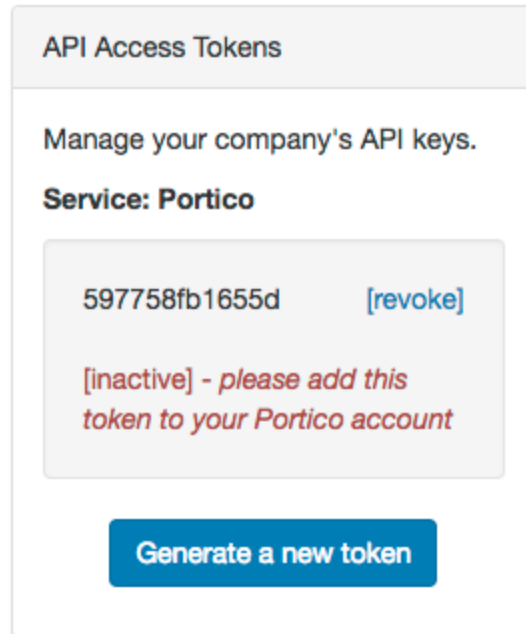 API Access Tokens
Manage your company's API keys.
Service: Portico
597758fb1655d [revoke]
[inactive] - please add this
token to your Portico account
Generate a new token